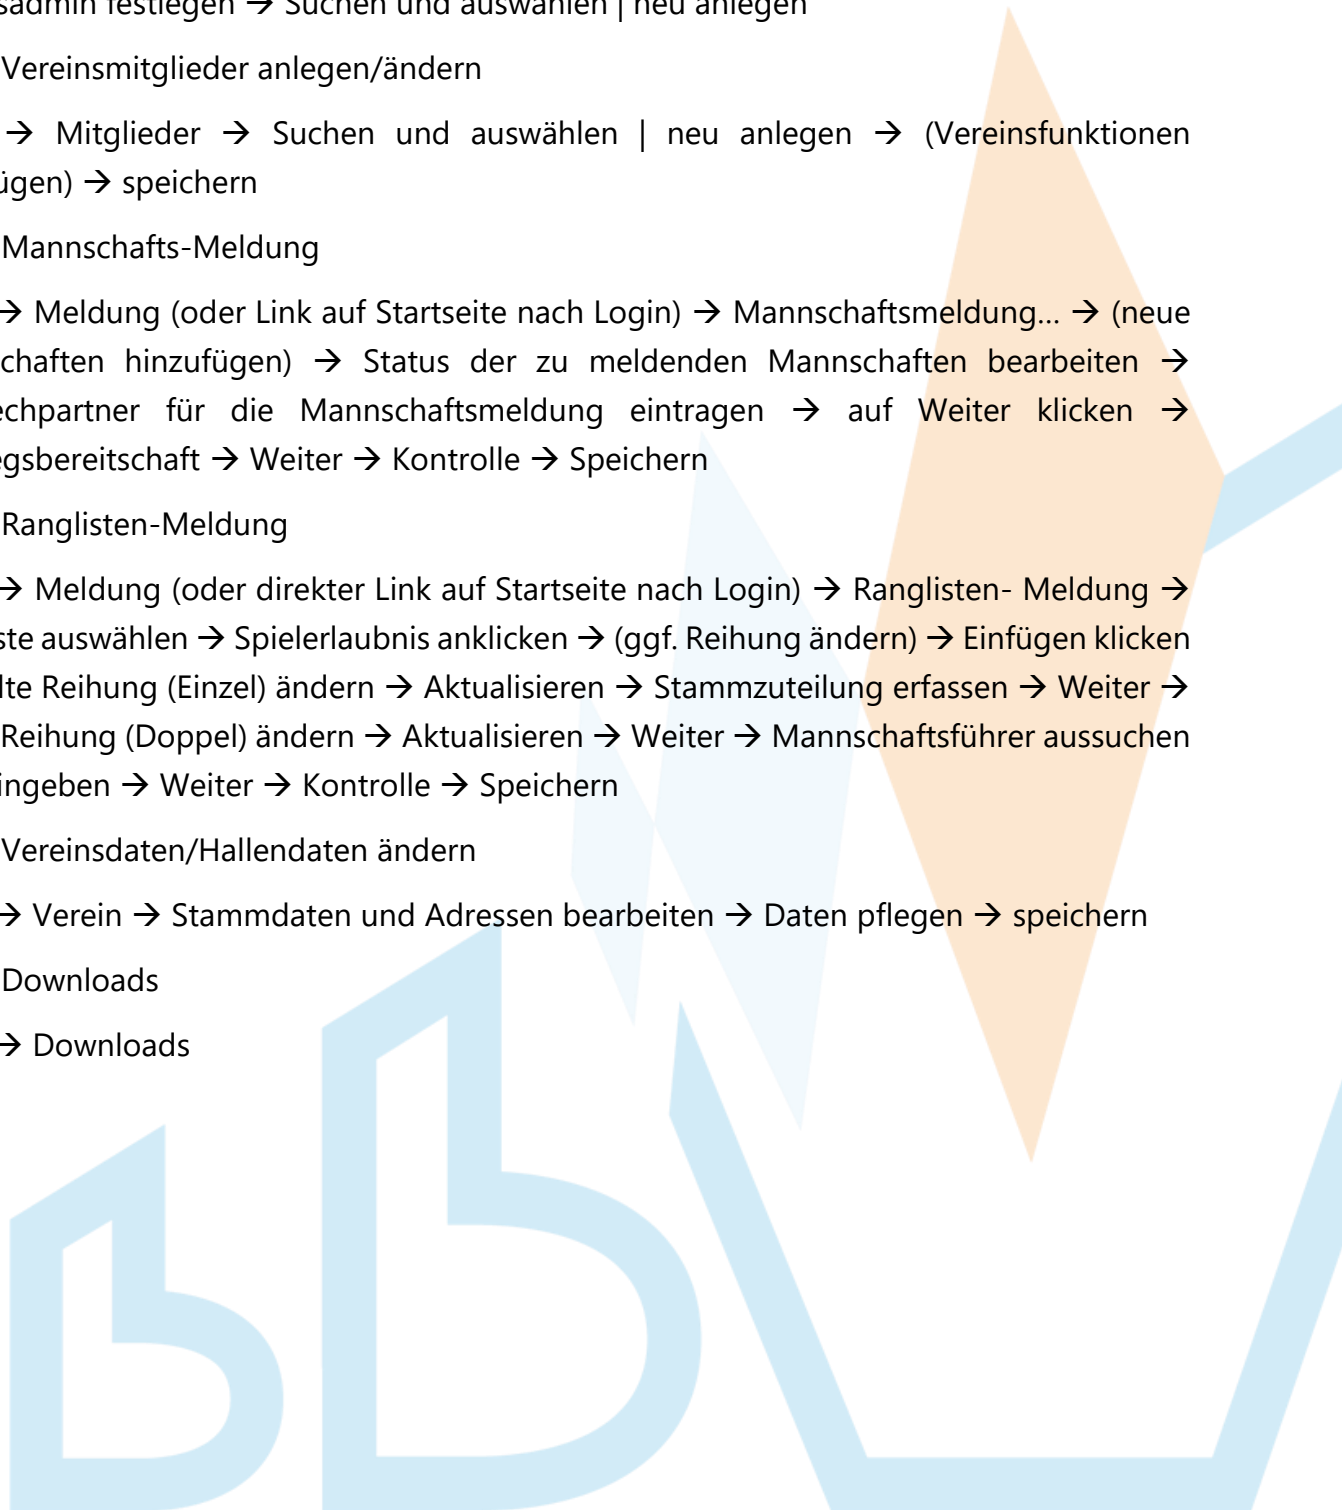 sadmin festlegen → Suchen und auswählen | neu anlegen
Vereinsmitglieder anlegen/ändern
→ Mitglieder → Suchen und auswählen | neu anlegen → (Vereinsfunktionen
ügen) → speichern
Mannschafts-Meldung
→ Meldung (oder Link auf Startseite nach Login) → Mannschaftsmeldung... → (neue
chaften hinzufügen) → Status der zu meldenden Mannschaften bearbeiten →
echpartner für die Mannschaftsmeldung eintragen → auf Weiter klicken →
egsbereitschaft → Weiter → Kontrolle → Speichern
Ranglisten-Meldung
→ Meldung (oder direkter Link auf Startseite nach Login) → Ranglisten- Meldung →
ste auswählen → Spielerlaubnis anklicken → (ggf. Reihung ändern) → Einfügen klicken
lte Reihung (Einzel) ändern → Aktualisieren → Stammzuteilung erfassen → Weiter →
Reihung (Doppel) ändern → Aktualisieren → Weiter → Mannschaftsführer aussuchen
ingeben → Weiter → Kontrolle → Speichern
Vereinsdaten/Hallendaten ändern
→ Verein → Stammdaten und Adressen bearbeiten → Daten pflegen → speichern
Downloads
→ Downloads